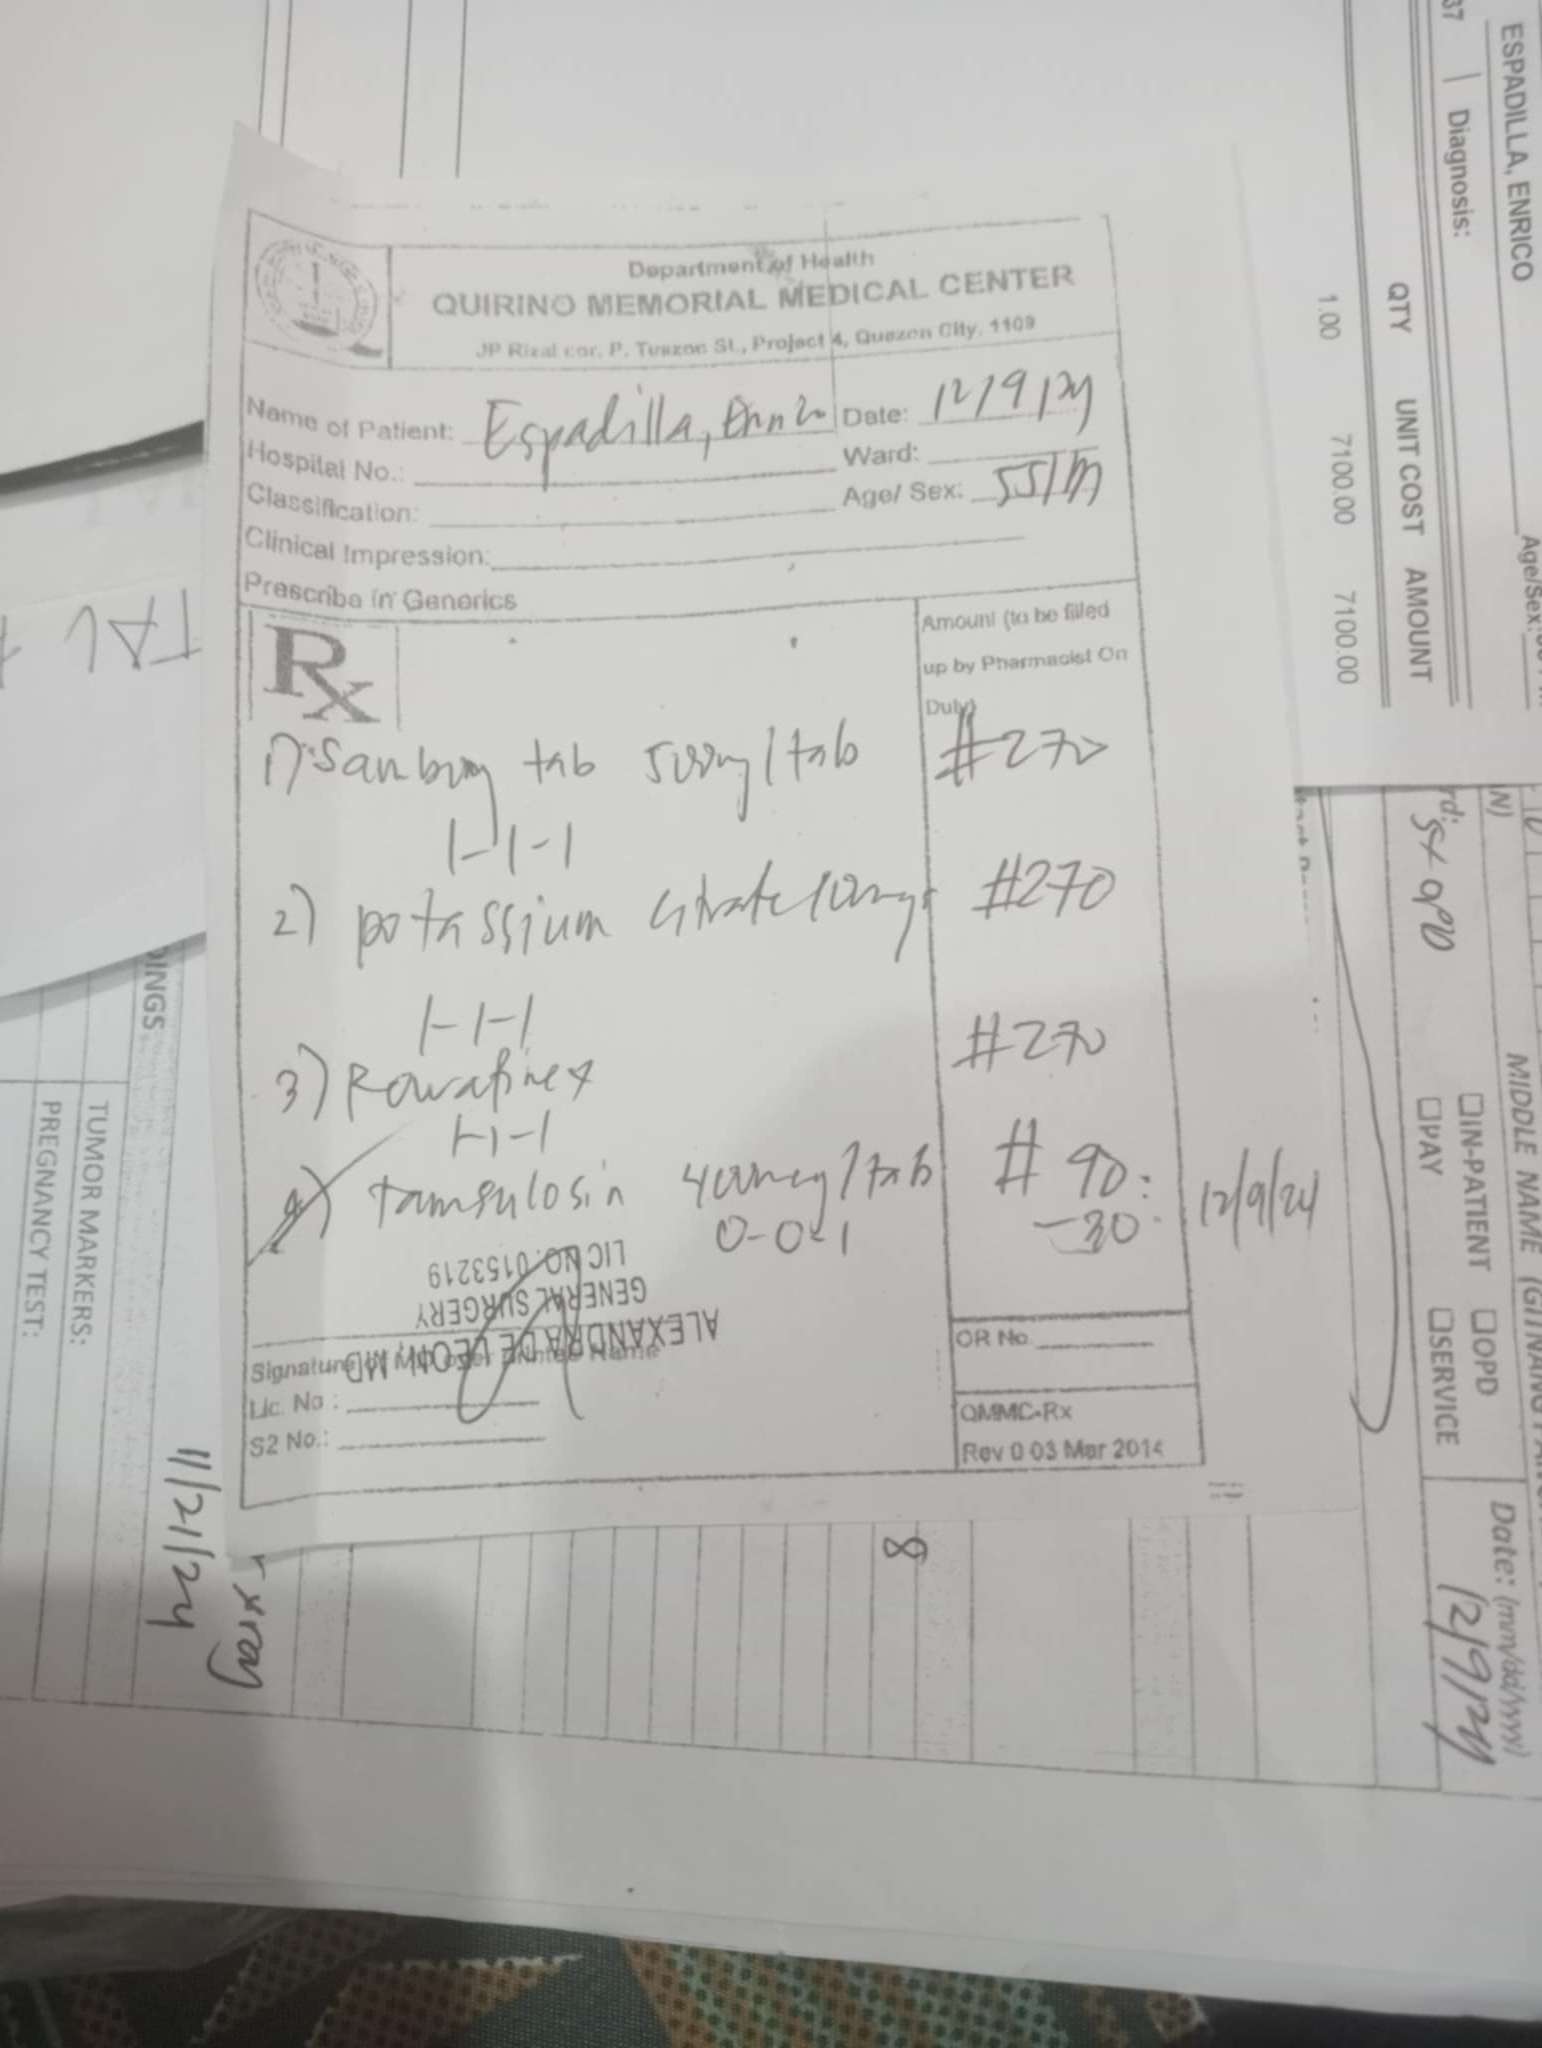 Department of Health
QUIRINO MEMORIAL MEDICAL CENTER
JP Rizal cor. P. Tuazon St., Project 4, Quezon City, 1109
Name of Patient: Espadilla, Enrico
Date: 12/9/24
Hospital No.:
Ward:
Classification:
Age/ Sex: 55/M
Clinical Impression:
Prescribe in Generics
Rx
Amount (to be filled
up by Pharmacist On
Duty)
1) Sambong tab 500mg/tab #270
1-1-1
2) potassium citrate #270
1-1-1
3) Rowatinex #270
1-1-1
4) tamsulosin 400mcg/tab # 90:
0-0-1 -30: 12/9/24
ALEXANDRA DE LEON, MD
GENERAL SURGERY
LIC NO. 0153219
Signature of over printed Name
Lic. No :
S2 No.:
OR No.
QMMC-Rx
Rev 0 03 Mar 2014
ESPADILLA, ENRICO
Age/Sex:
37 | Diagnosis:
QTY UNIT COST AMOUNT
1.00 7100.00 7100.00
MIDDLE NAME
□IN-PATIENT □OPD
□PAY □SERVICE
Date: (mm/dd/yyyy)
12/9/24
DINGS
TUMOR MARKERS:
PREGNANCY TEST:
xray
11/21/24
8